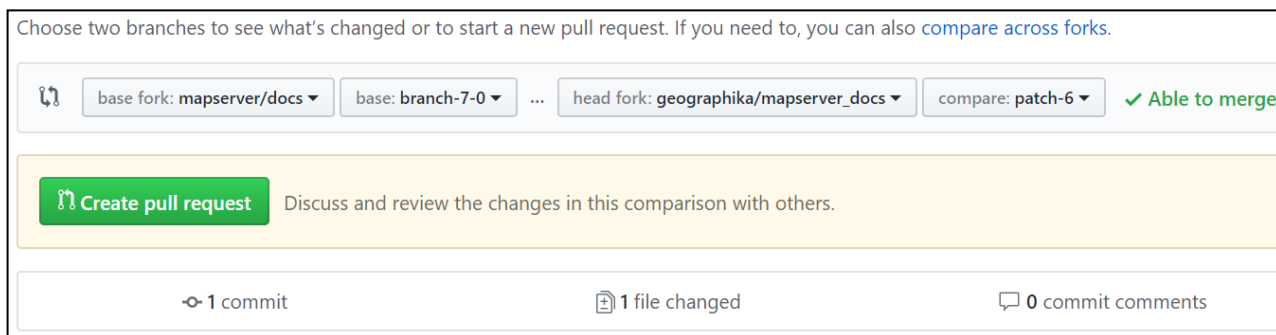 Choose two branches to see what’s changed or to start a new pull request. If you need to, you can also compare across forks.
base fork: mapserver/docs base: branch-7-0 ... head fork: geographika/mapserver_docs compare: patch-6 ✓ Able to merge
Create pull request Discuss and review the changes in this comparison with others.
1 commit 1 file changed 0 commit comments